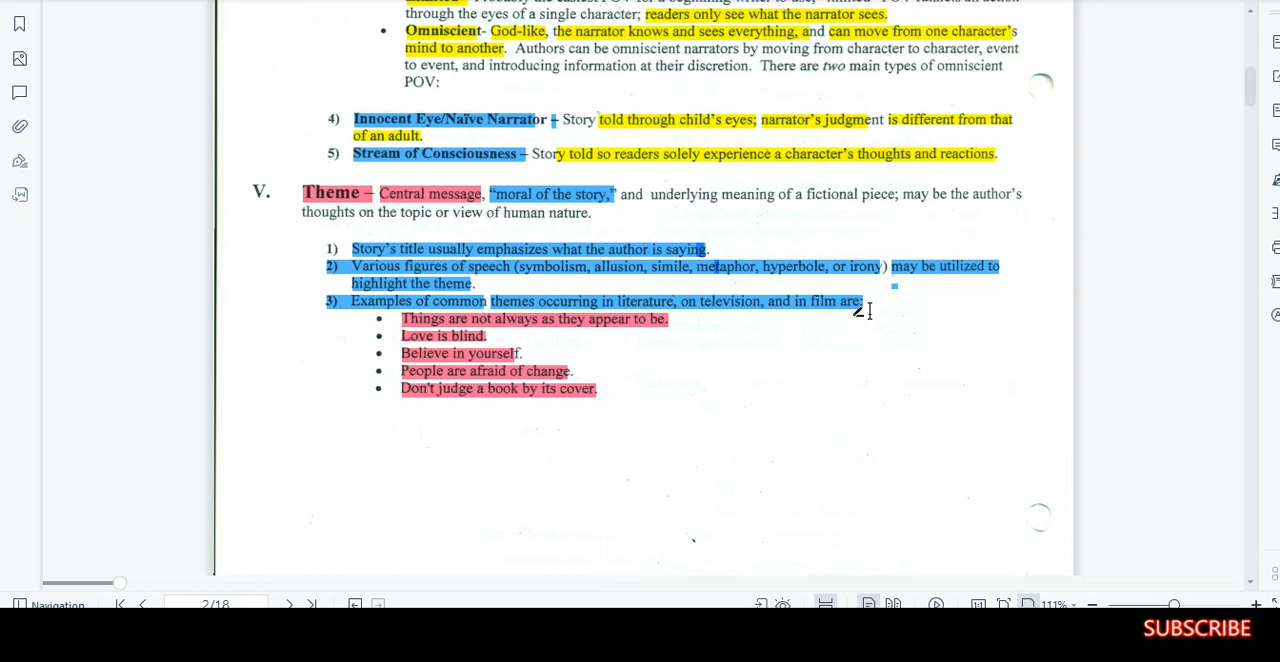 through the eyes of a single character; readers only see what the narrator sees.
• Omniscient- God-like, the narrator knows and sees everything, and can move from one character's
mind to another. Authors can be omniscient narrators by moving from character to character, event
to event, and introducing information at their discretion. There are two main types of omniscient
POV:
4) Innocent Eye/Naïve Narrator – Story told through child's eyes; narrator's judgment is different from that
of an adult.
5) Stream of Consciousness – Story told so readers solely experience a character's thoughts and reactions.
V. Theme – Central message, "moral of the story," and underlying meaning of a fictional piece; may be the author's
thoughts on the topic or view of human nature.
1) Story's title usually emphasizes what the author is saying.
2) Various figures of speech (symbolism, allusion, simile, metaphor, hyperbole, or irony) may be utilized to
highlight the theme.
3) Examples of common themes occurring in literature, on television, and in film are:
• Things are not always as they appear to be.
• Love is blind.
• Believe in yourself.
• People are afraid of change.
• Don't judge a book by its cover.
Navigation 2/18 111%
SUBSCRIBE